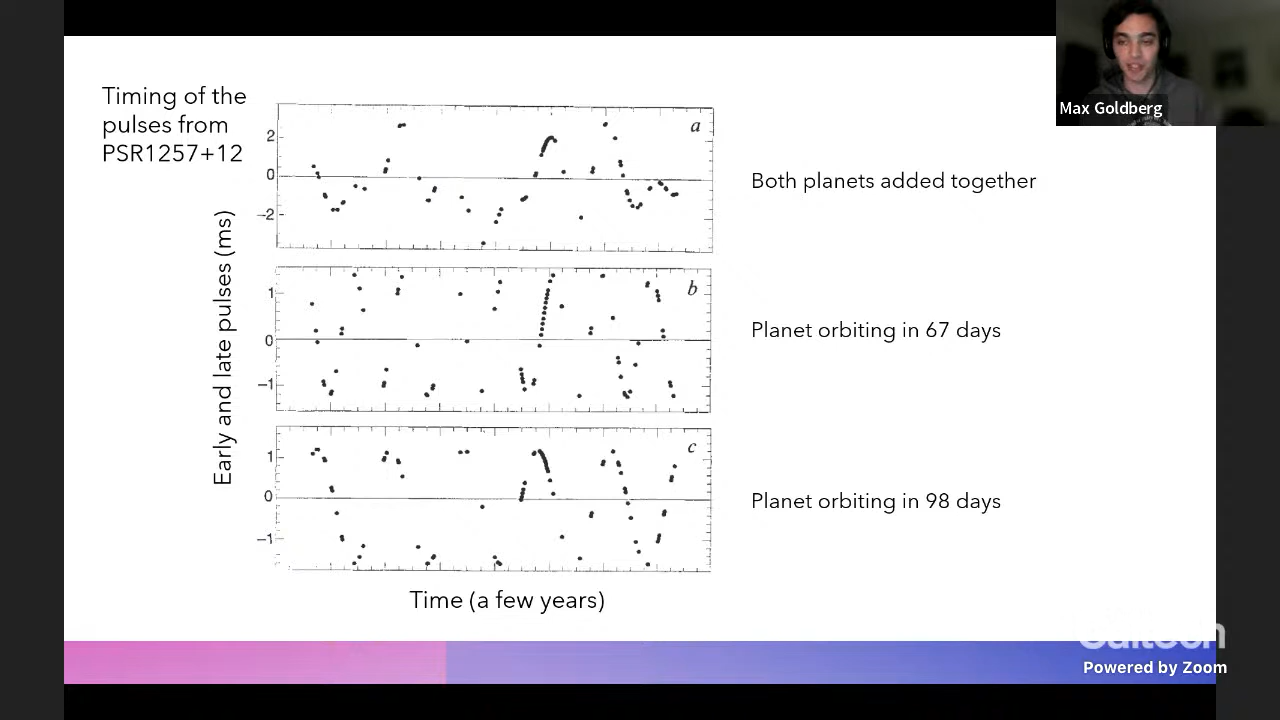 Timing of the
pulses from
PSR1257+12
Max Goldberg
Early and late pulses (ms)
a
2
0
−2
Both planets added together
b
1
0
−1
Planet orbiting in 67 days
c
1
0
−1
Planet orbiting in 98 days
Time (a few years)
Caltech
Powered by Zoom